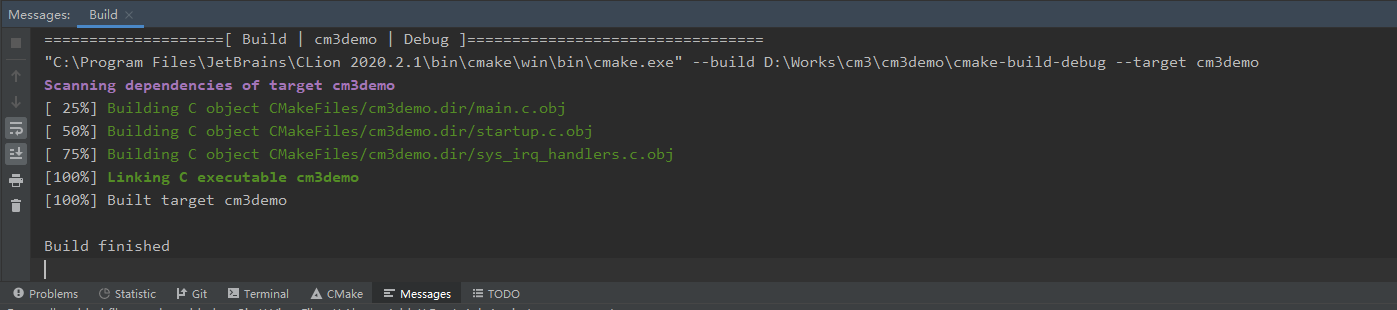 Messages: Build ×
====================[ Build | cm3demo | Debug ]=================================
"C:\Program Files\JetBrains\CLion 2020.2.1\bin\cmake\win\bin\cmake.exe" --build D:\Works\cm3\cm3demo\cmake-build-debug --target cm3demo
Scanning dependencies of target cm3demo
[ 25%] Building C object CMakeFiles/cm3demo.dir/main.c.obj
[ 50%] Building C object CMakeFiles/cm3demo.dir/startup.c.obj
[ 75%] Building C object CMakeFiles/cm3demo.dir/sys_irq_handlers.c.obj
[100%] Linking C executable cm3demo
[100%] Built target cm3demo
Build finished
Problems Statistic Git Terminal CMake Messages TODO